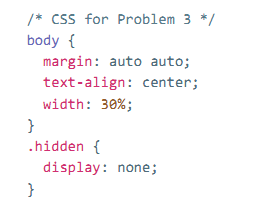 /* CSS for Problem 3 */
body {
  margin: auto auto;
  text-align: center;
  width: 30%;
}
.hidden {
  display: none;
}